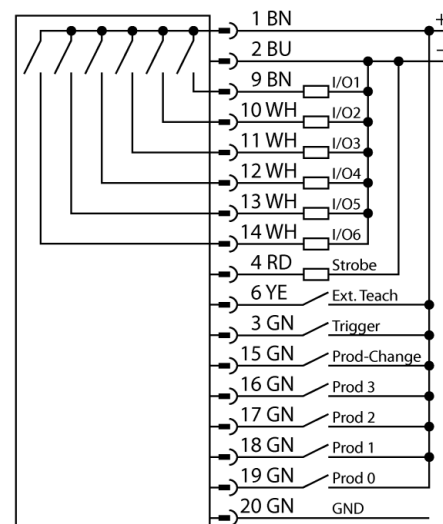 1 BN +
2 BU −
9 BN I/O1
10 WH I/O2
11 WH I/O3
12 WH I/O4
13 WH I/O5
14 WH I/O6
4 RD Strobe
6 YE Ext. Teach
3 GN Trigger
15 GN Prod-Change
16 GN Prod 3
17 GN Prod 2
18 GN Prod 1
19 GN Prod 0
20 GN GND